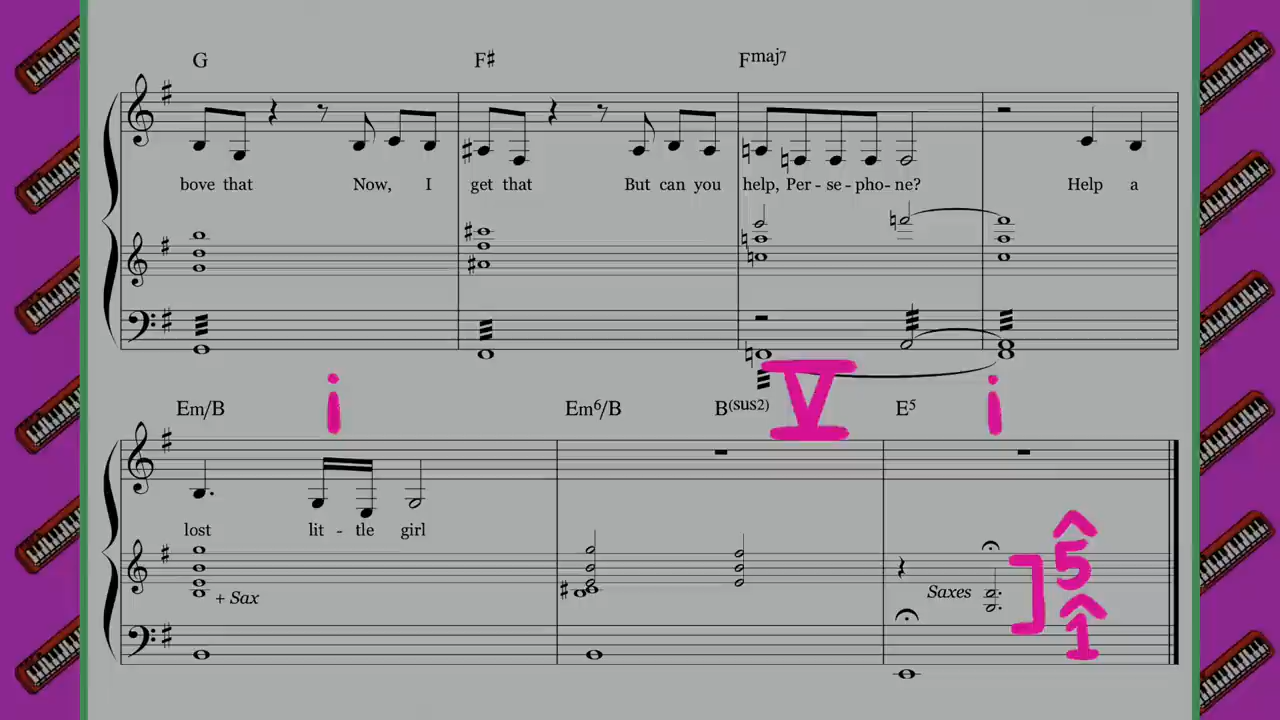 G F♯ Fmaj7
bove that Now, I get that But can you help, Per - se - pho - ne? Help a
i V i
Em/B Em6/B B(sus2) E5
lost lit - tle girl
+ Sax
Saxes
5
1